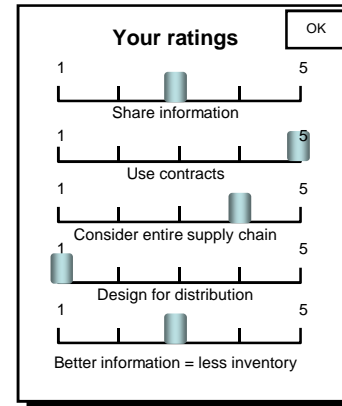 Your ratings
OK
1 5
Share information
1 5
Use contracts
1 5
Consider entire supply chain
1 5
Design for distribution
1 5
Better information = less inventory